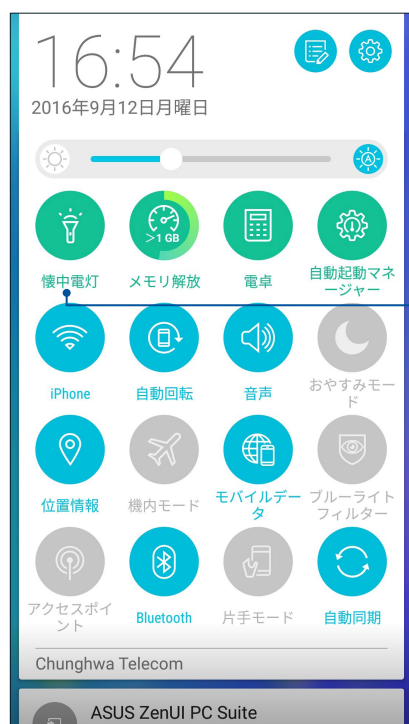 16:54
2016年9月12日月曜日
>1 GB
懐中電灯 メモリ解放 電卓 自動起動マネ
ージャー
iPhone 自動回転 音声 おやすみモー
ド
位置情報 機内モード モバイルデー ブルーライト
タ フィルター
アクセスポイ Bluetooth 片手モード 自動同期
ント
Chunghwa Telecom
ASUS ZenUI PC Suite